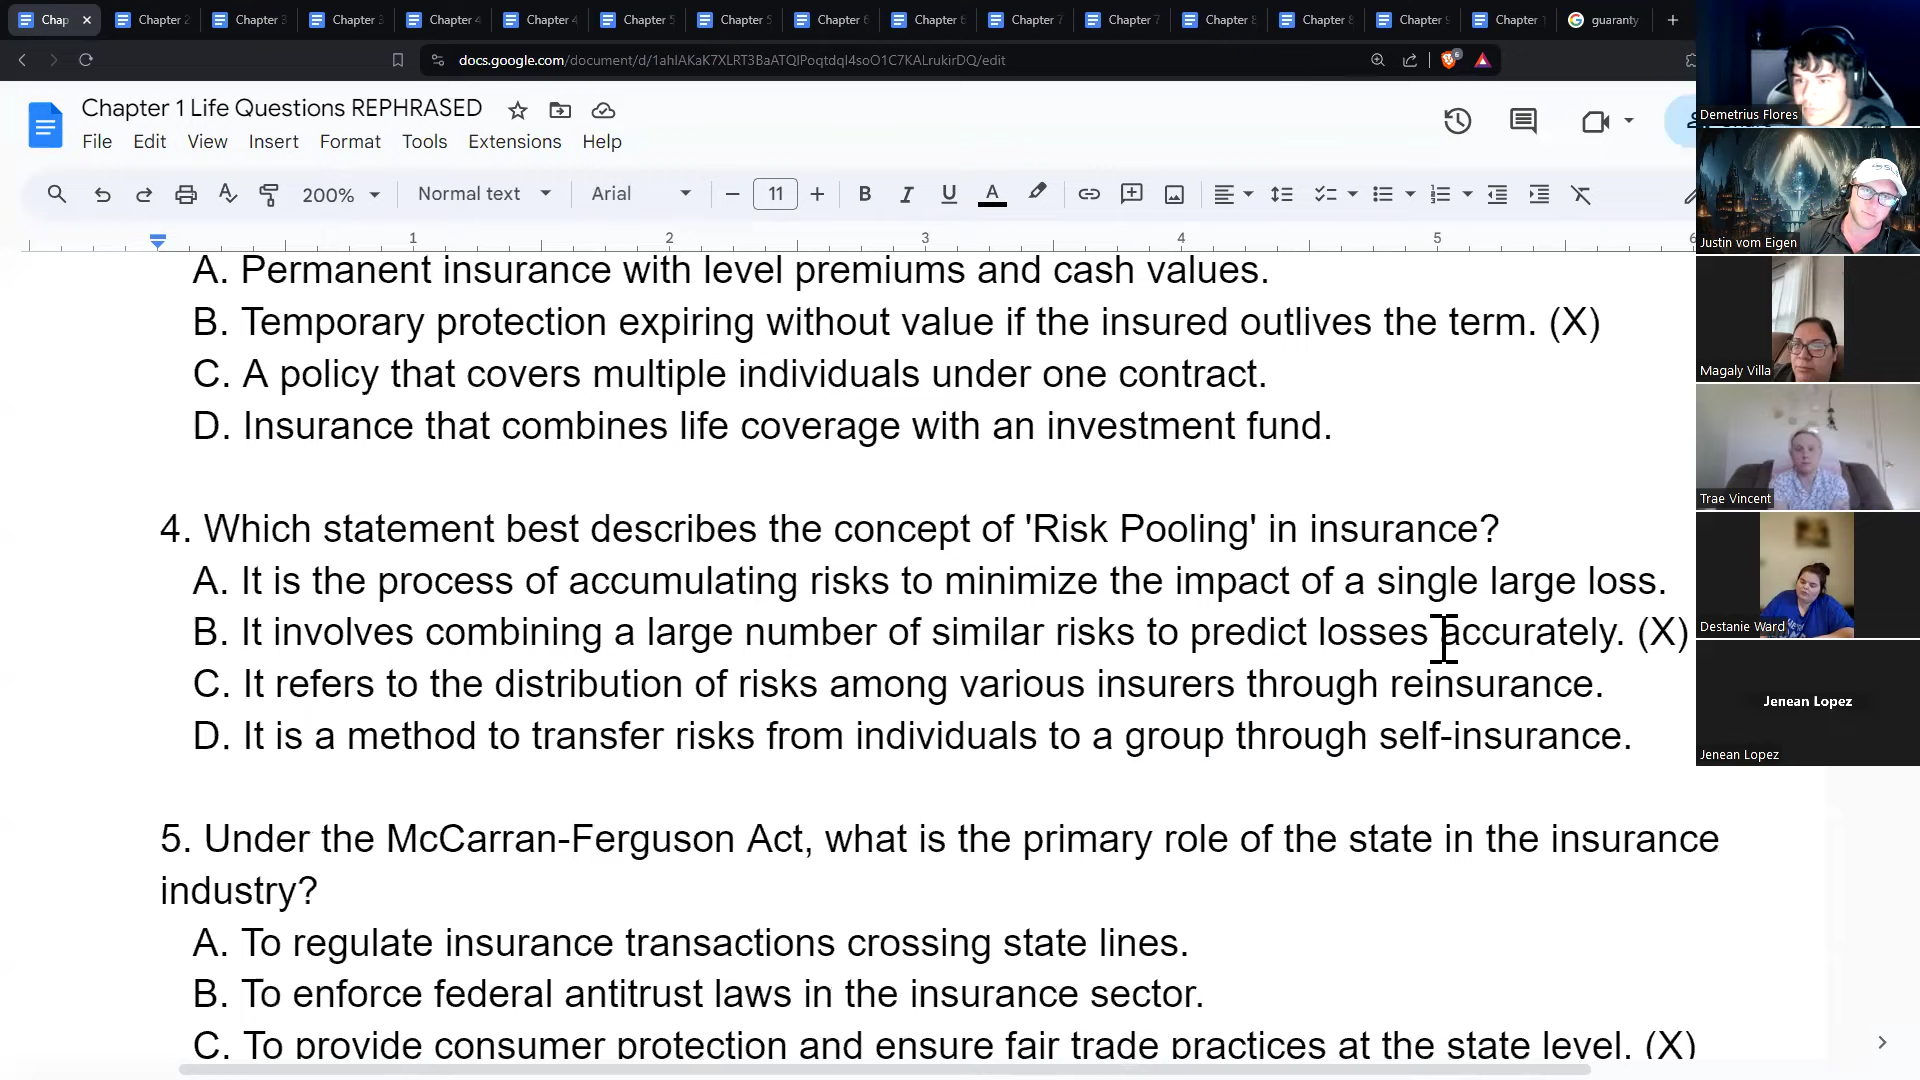 Chap
Chapter 2
Chapter 3
Chapter 3
Chapter 4
Chapter 4
Chapter 5
Chapter 5
Chapter 6
Chapter 6
Chapter 7
Chapter 7
Chapter 8
Chapter 8
Chapter 9
Chapter
guaranty
docs.google.com/document/d/1ahIAKaK7XLRT3BaATQIPoqtdqI4soO1C7KALrukirDQ/edit
6
Chapter 1 Life Questions REPHRASED
File Edit View Insert Format Tools Extensions Help
200% Normal text Arial 11
1 2 3 4 5 6
A. Permanent insurance with level premiums and cash values.
B. Temporary protection expiring without value if the insured outlives the term. (X)
C. A policy that covers multiple individuals under one contract.
D. Insurance that combines life coverage with an investment fund.
4. Which statement best describes the concept of 'Risk Pooling' in insurance?
A. It is the process of accumulating risks to minimize the impact of a single large loss.
B. It involves combining a large number of similar risks to predict losses accurately. (X)
C. It refers to the distribution of risks among various insurers through reinsurance.
D. It is a method to transfer risks from individuals to a group through self-insurance.
5. Under the McCarran-Ferguson Act, what is the primary role of the state in the insurance
industry?
A. To regulate insurance transactions crossing state lines.
B. To enforce federal antitrust laws in the insurance sector.
C. To provide consumer protection and ensure fair trade practices at the state level. (X)
Demetrius Flores
Justin vom Eigen
Magaly Villa
Trae Vincent
Destanie Ward
Jenean Lopez
Jenean Lopez